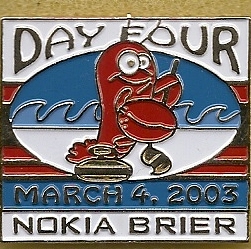 DAY FOUR
MARCH 4, 2003
NOKIA BRIER